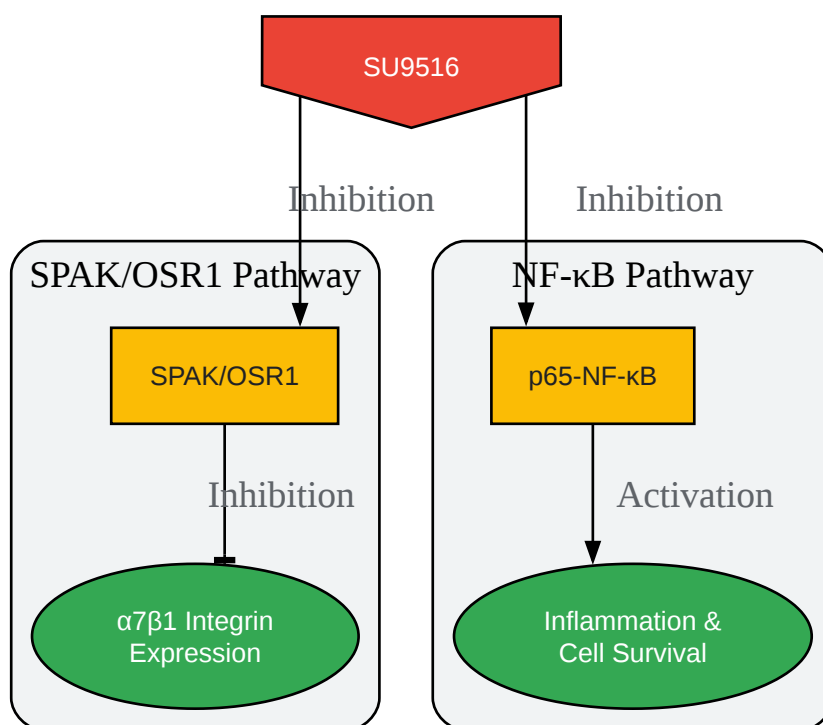 SU9516
Inhibition
Inhibition
SPAK/OSR1 Pathway
NF-κB Pathway
SPAK/OSR1
p65-NF-κB
Inhibition
Activation
α7β1 Integrin
Expression
Inflammation &
Cell Survival